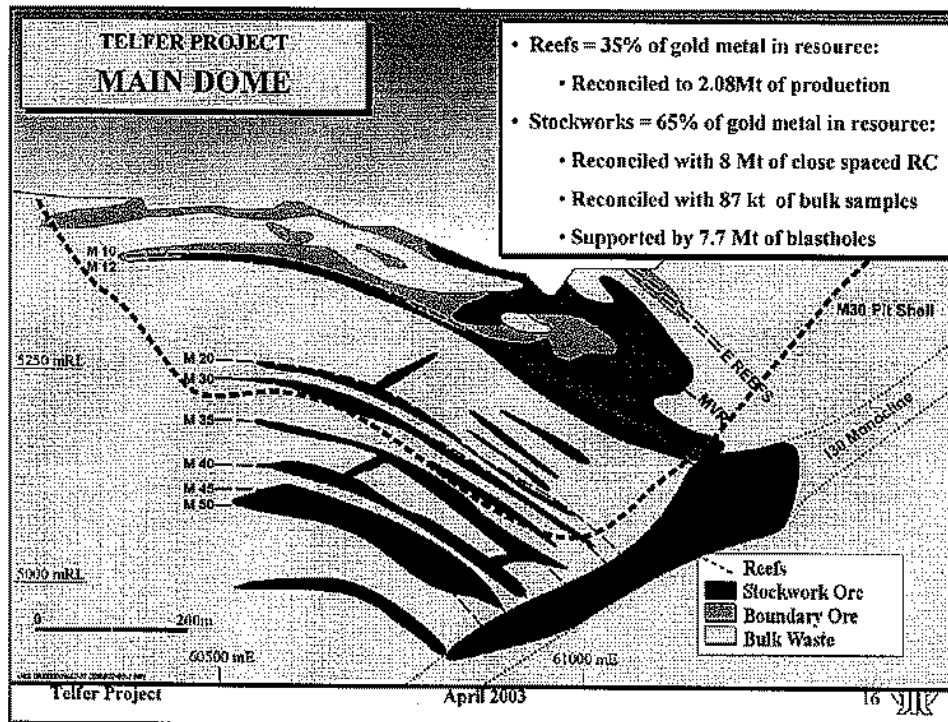 TELFER PROJECT
MAIN DOME
• Reefs = 35% of gold metal in resource:
• Reconciled to 2.08Mt of production
• Stockworks = 65% of gold metal in resource:
• Reconciled with 8 Mt of close spaced RC
• Reconciled with 87 kt of bulk samples
• Supported by 7.7 Mt of blastholes
M 10
M 12
M30 Pit Shell
E REEFS
MVR
I30 Monocline
5250 mRL
M 20
M 30
M 35
M 40
M 45
M 50
5000 mRL
0 200m
60500 mE
61000 mE
Reefs
Stockwork Ore
Boundary Ore
Bulk Waste
Telfer Project April 2003 16